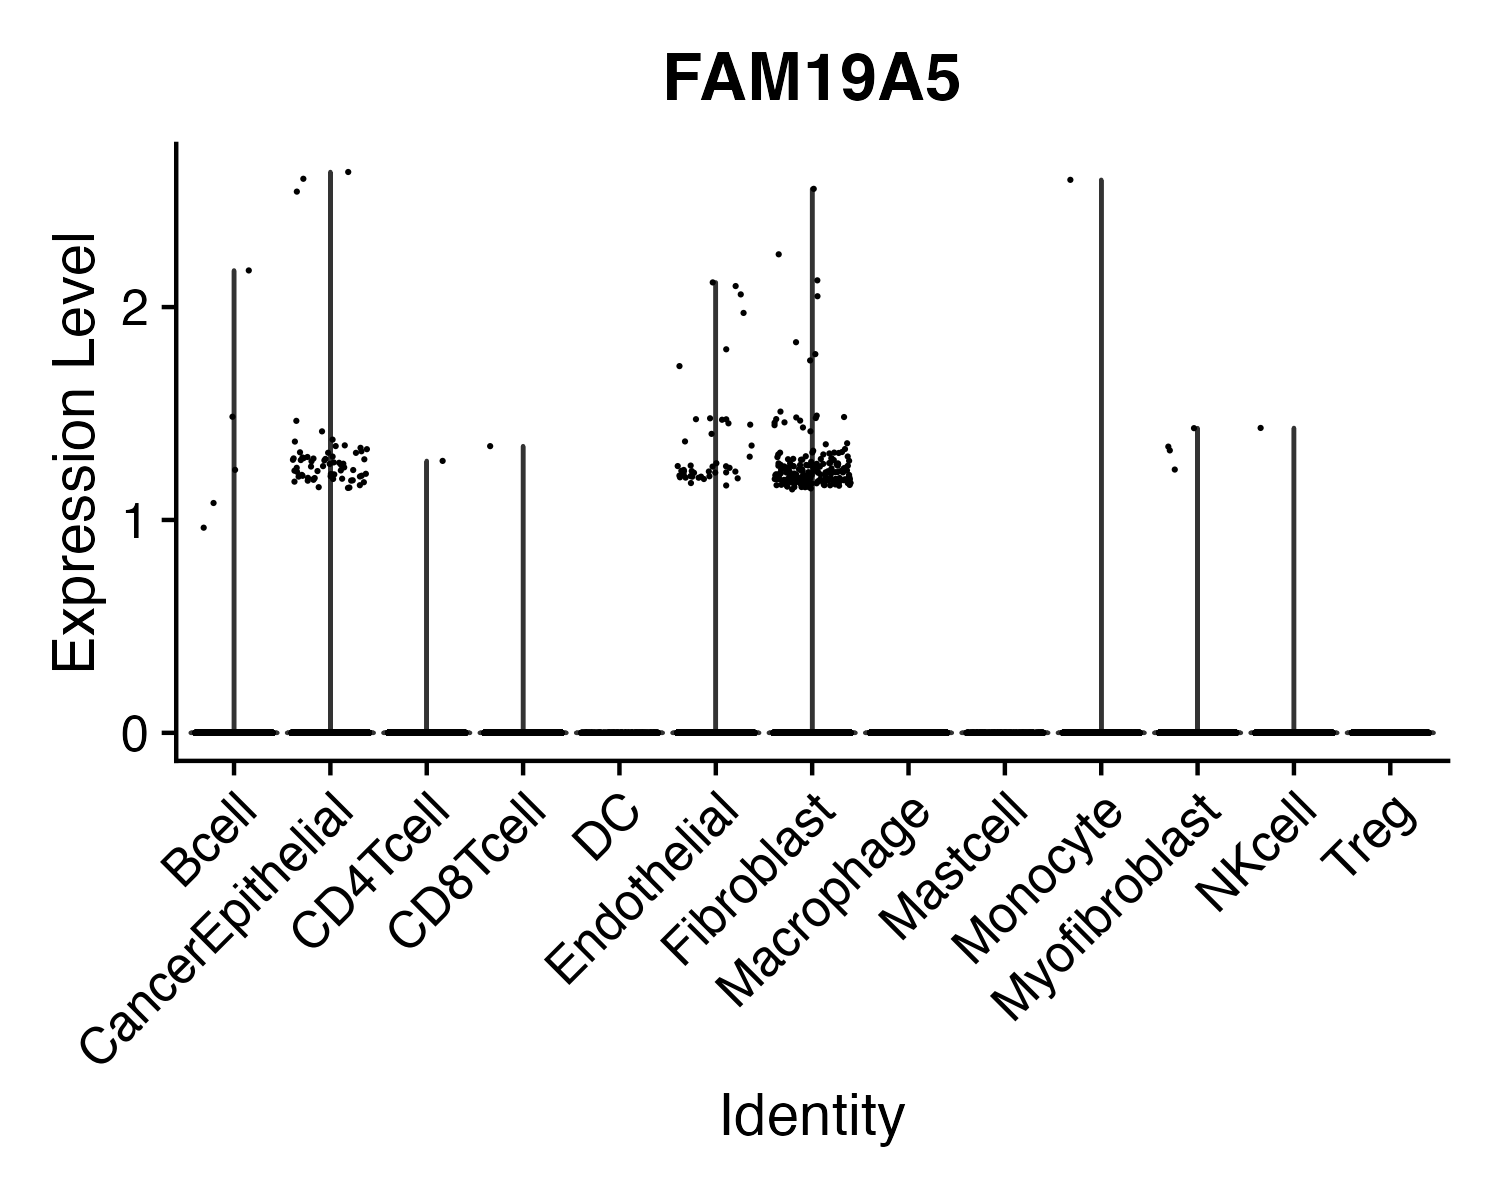 FAM19A5
Expression Level
2
1
0
Bcell
CancerEpithelial
CD4Tcell
CD8Tcell
DC
Endothelial
Fibroblast
Macrophage
Mastcell
Monocyte
Myofibroblast
NKcell
Treg
Identity